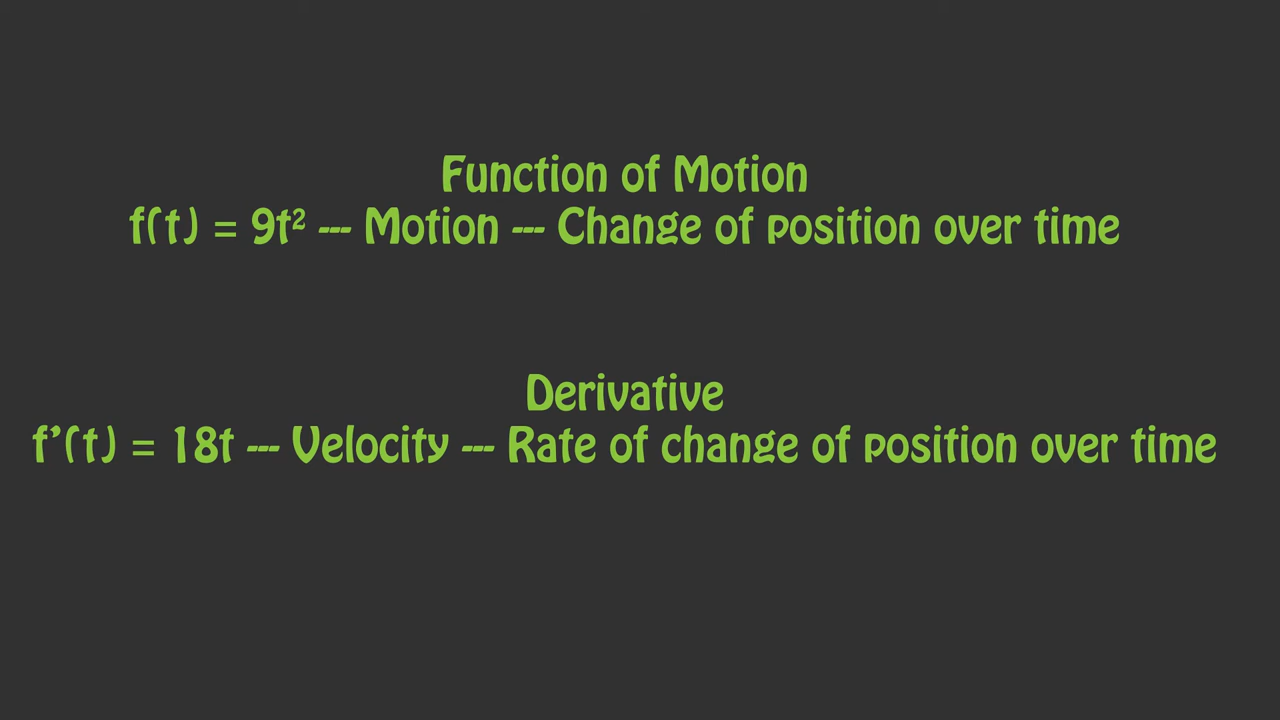 Function of Motion
f(t) = 9t² --- Motion --- Change of position over time
Derivative
f’(t) = 18t --- Velocity --- Rate of change of position over time